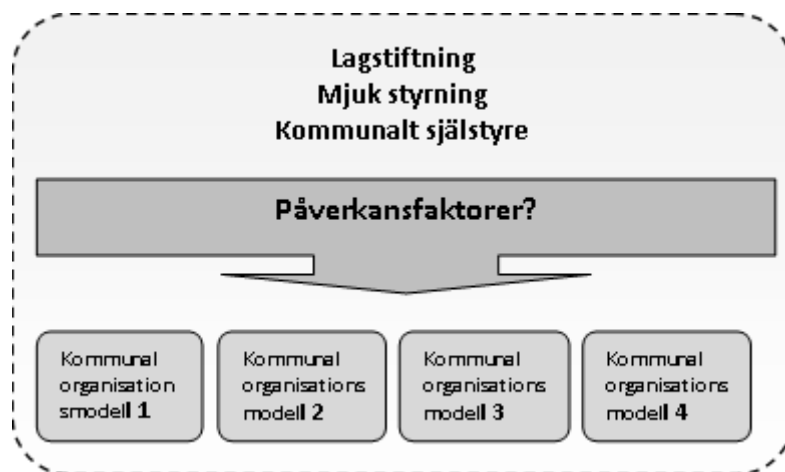 Lagstiftning
Mjuk styrning
Kommunalt själstyre
Påverkansfaktorer?
Kommunal
organisation
smodell 1
Kommunal
organisations
modell 2
Kommunal
organisations
modell 3
Kommunal
organisations
modell 4